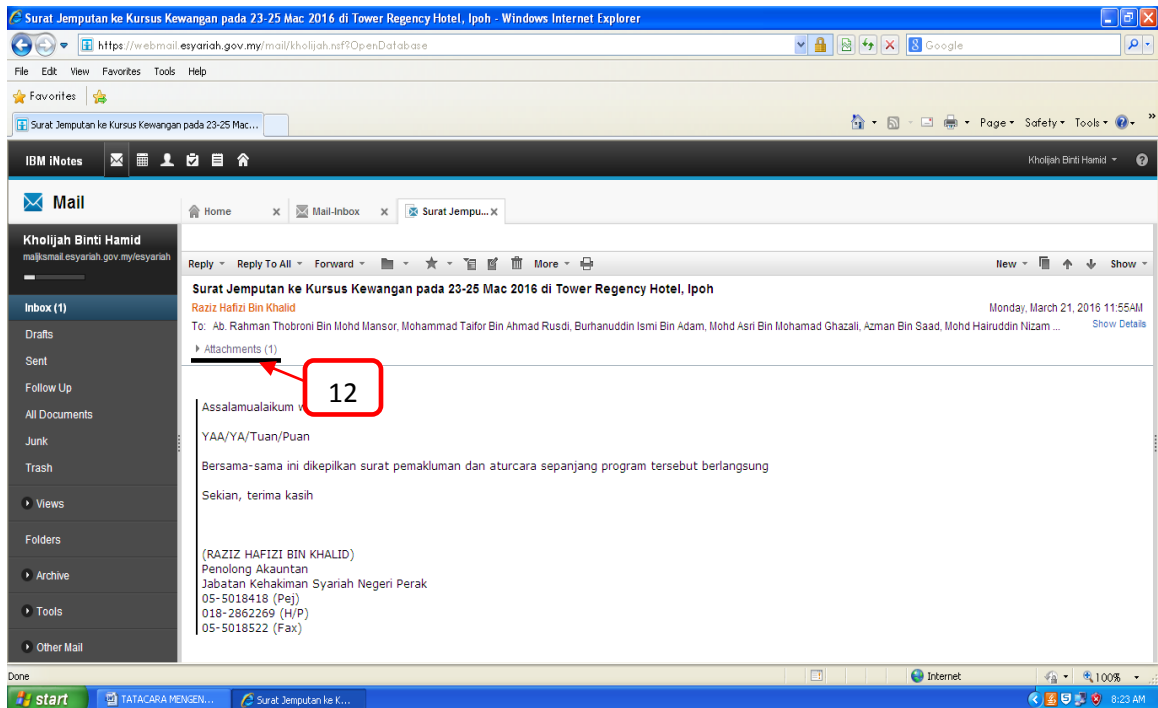 Surat Jemputan ke Kursus Kewangan pada 23-25 Mac 2016 di Tower Regency Hotel, Ipoh - Windows Internet Explorer
https://webmail.esyariah.gov.my/mail/kholijah.nsf?OpenDatabase
Google
File Edit View Favorites Tools Help
Favorites
Surat Jemputan ke Kursus Kewangan pada 23-25 Mac...
Page Safety Tools
IBM iNotes
Kholijah Binti Hamid
Mail
Home x Mail-Inbox x Surat Jempu... x
Kholijah Binti Hamid
maljksmail.esyariah.gov.my/esyariah
Reply Reply To All Forward More New Show
Surat Jemputan ke Kursus Kewangan pada 23-25 Mac 2016 di Tower Regency Hotel, Ipoh
Raziz Hafizi Bin Khalid
Monday, March 21, 2016 11:55AM
To: Ab. Rahman Thobroni Bin Mohd Mansor, Mohammad Taifor Bin Ahmad Rusdi, Burhanuddin Ismi Bin Adam, Mohd Asri Bin Mohamad Ghazali, Azman Bin Saad, Mohd Hairuddin Nizam ...
Show Details
Attachments (1)
12
Inbox (1)
Drafts
Sent
Follow Up
All Documents
Junk
Trash
Views
Folders
Archive
Tools
Other Mail
Assalamualaikum
YAA/YA/Tuan/Puan
Bersama-sama ini dikepilkan surat pemakluman dan aturcara sepanjang program tersebut berlangsung
Sekian, terima kasih
(RAZIZ HAFIZI BIN KHALID)
Penolong Akauntan
Jabatan Kehakiman Syariah Negeri Perak
05-5018418 (Pej)
018-2862269 (H/P)
05-5018522 (Fax)
Done
Internet
100%
start
TATACARA MENGEN...
Surat Jemputan ke K...
8:23 AM